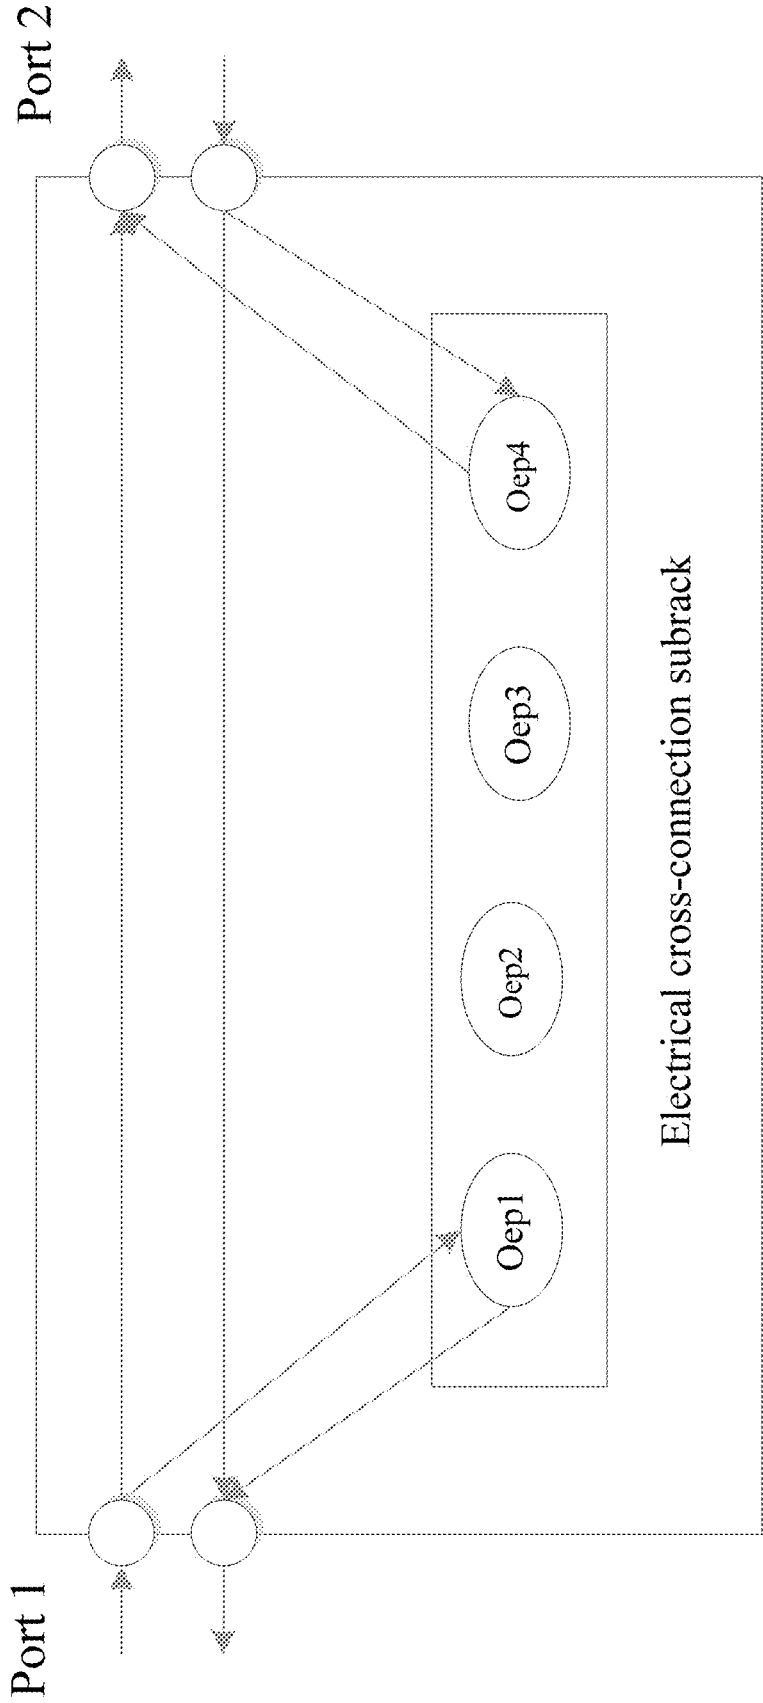 Port 1
Port 2
Oep1
Oep2
Oep3
Oep4
Electrical cross-connection subrack